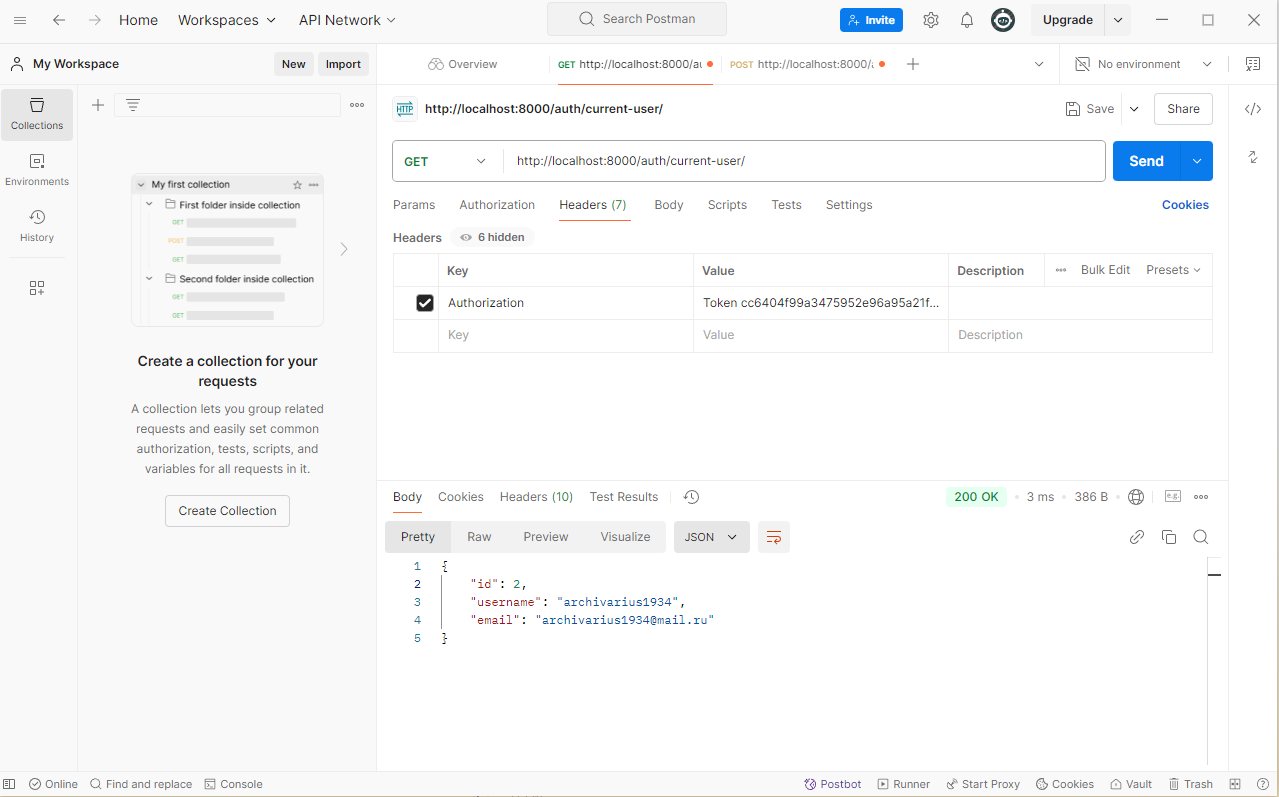 Home Workspaces API Network Search Postman Invite Upgrade
My Workspace New Import Overview GET http://localhost:8000/au POST http://localhost:8000/a No environment
Collections
Environments
History
My first collection
First folder inside collection
GET
POST
GET
Second folder inside collection
GET
GET
Create a collection for your
requests
A collection lets you group related
requests and easily set common
authorization, tests, scripts, and
variables for all requests in it.
Create Collection
HTTP http://localhost:8000/auth/current-user/ Save Share
GET http://localhost:8000/auth/current-user/ Send
Params Authorization Headers (7) Body Scripts Tests Settings Cookies
Headers 6 hidden
Key Value Description Bulk Edit Presets
Authorization Token cc6404f99a3475952e96a95a21f...
Key Value Description
Body Cookies Headers (10) Test Results 200 OK 3 ms 386 B e.g.
Pretty Raw Preview Visualize JSON
1 {
2 "id": 2,
3 "username": "archivarius1934",
4 "email": "archivarius1934@mail.ru"
5 }
Online Find and replace Console Postbot Runner Start Proxy Cookies Vault Trash